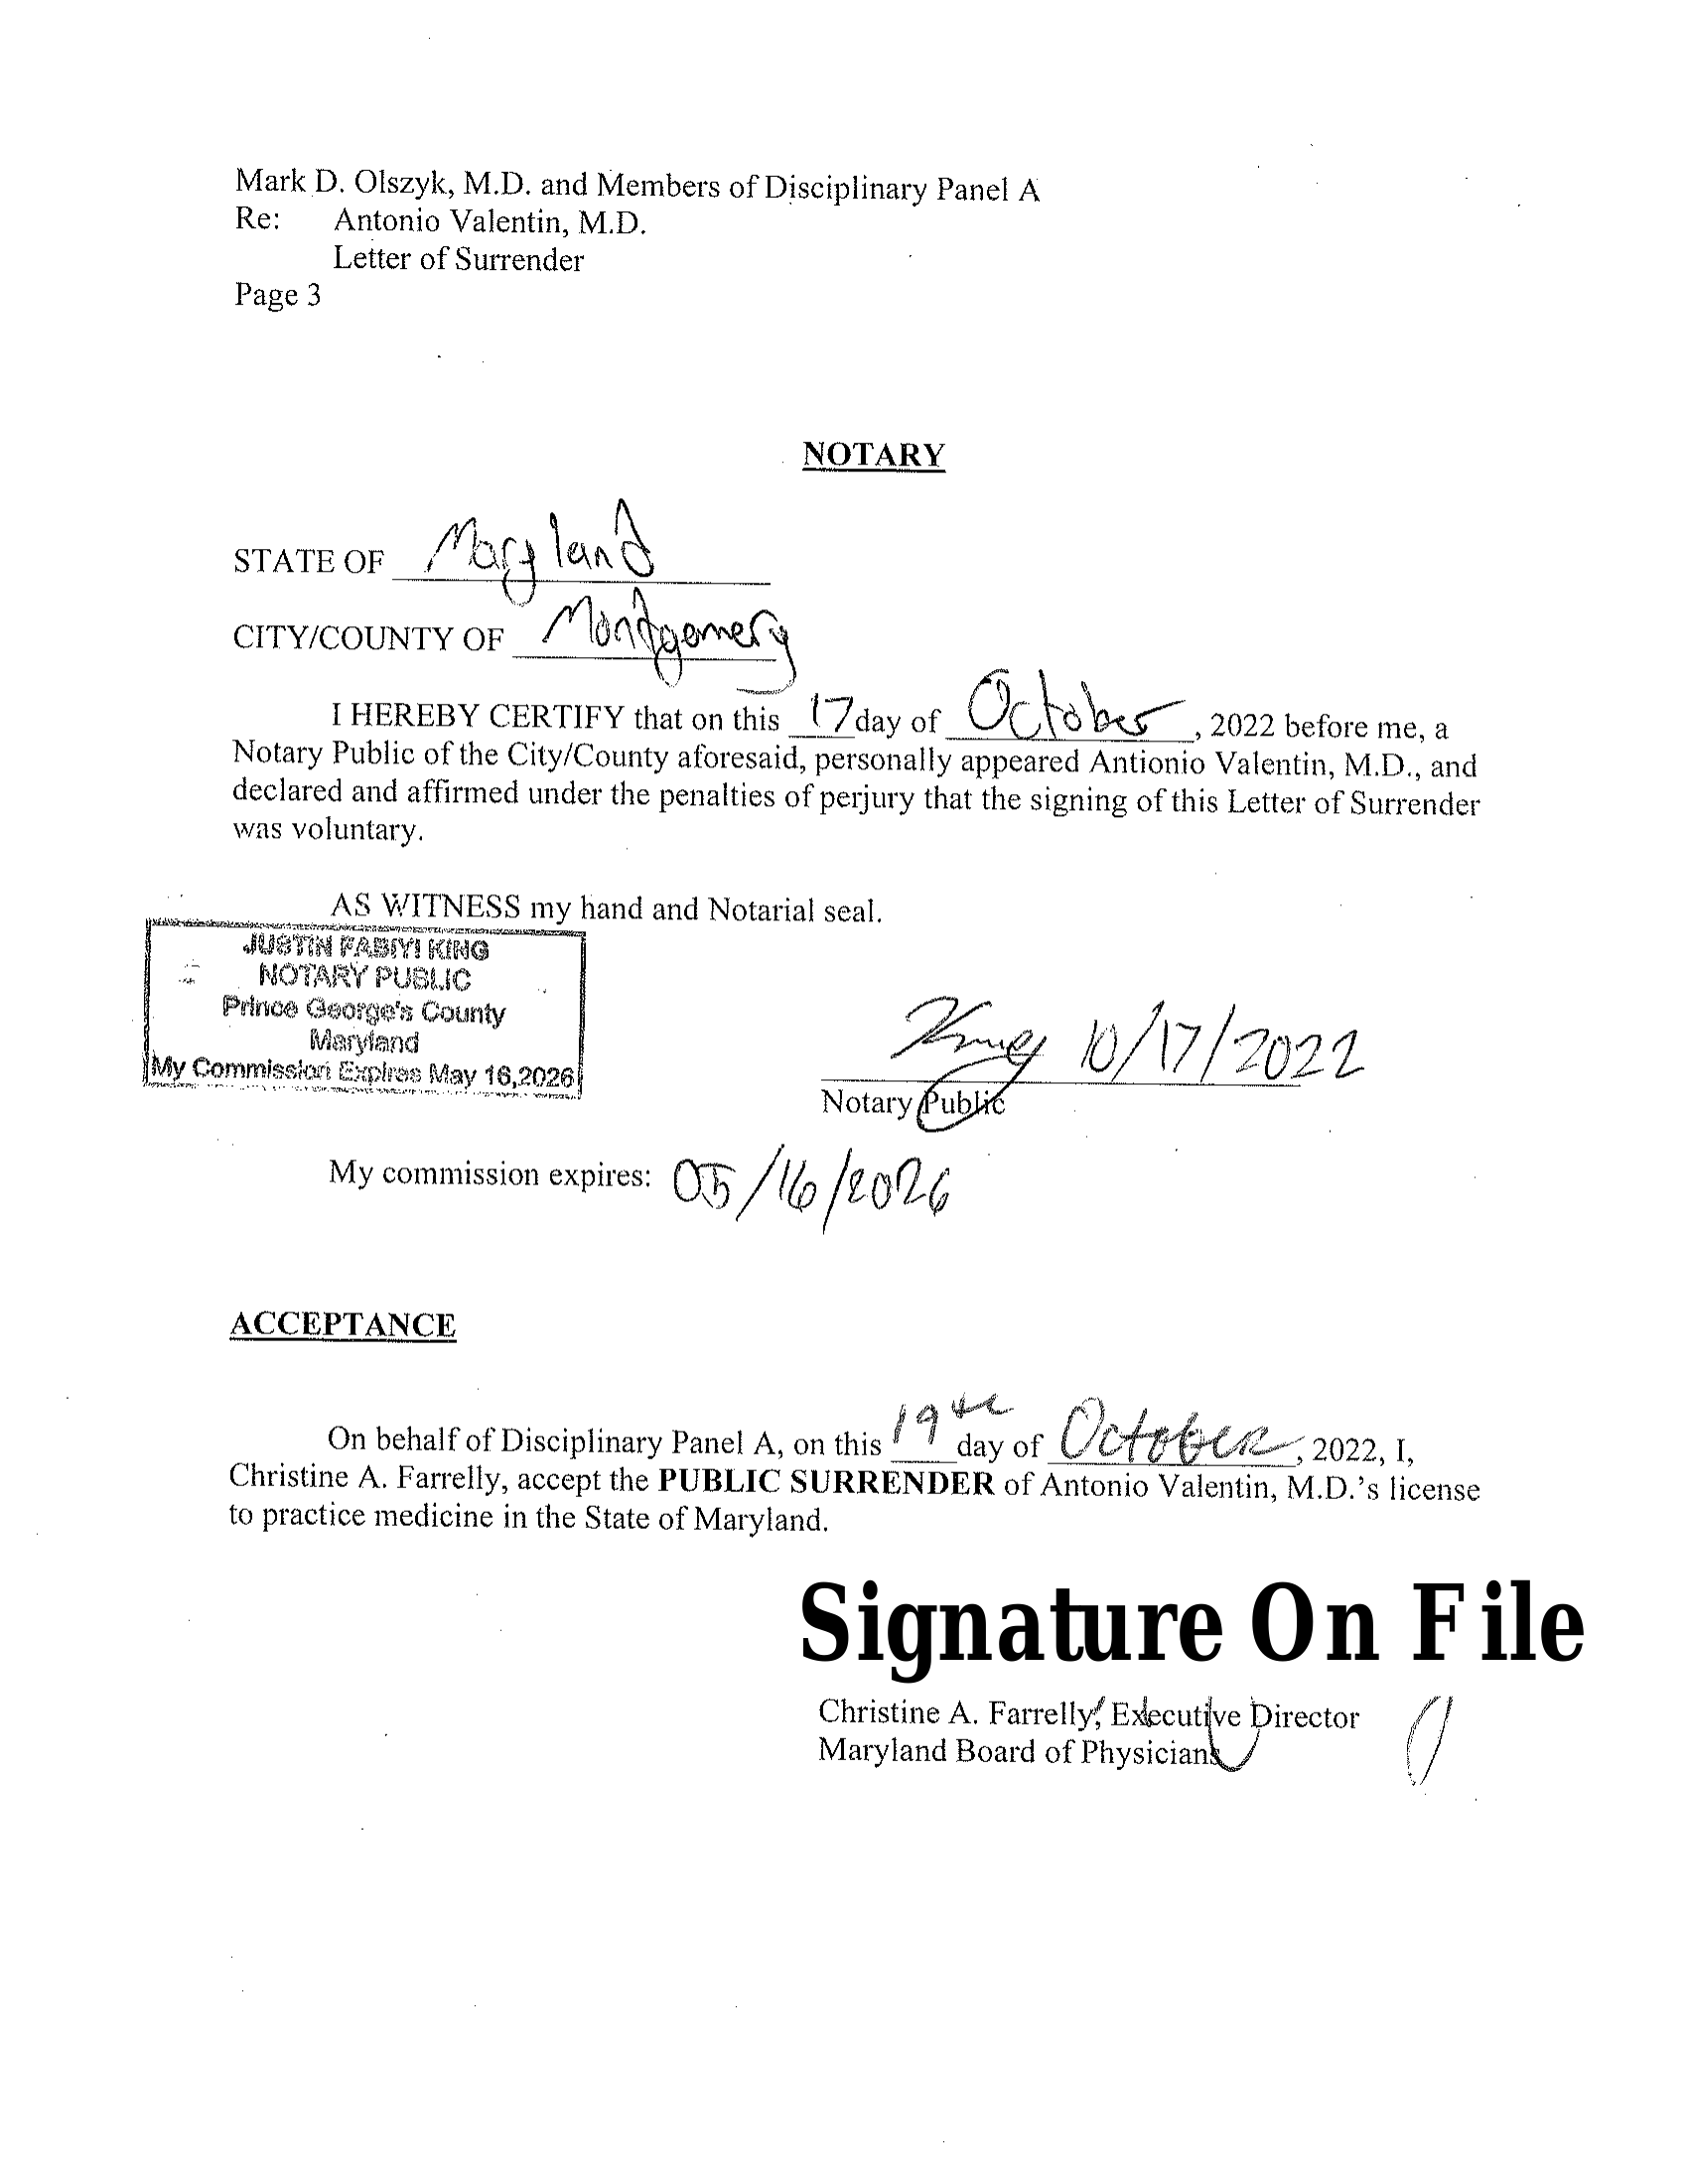 Mark D. Olszyk, M.D. and Members of Disciplinary Panel A
Re: Antonio Valentin, M.D.
Letter of Surrender
Page 3
NOTARY
STATE OF Maryland
CITY/COUNTY OF Montgomery
I HEREBY CERTIFY that on this 17 day of October, 2022 before me, a
Notary Public of the City/County aforesaid, personally appeared Antionio Valentin, M.D., and
declared and affirmed under the penalties of perjury that the signing of this Letter of Surrender
was voluntary.
AS WITNESS my hand and Notarial seal.
JUSTIN FABIYI KING
NOTARY PUBLIC
Prince George's County
Maryland
My Commission Expires May 16,2026
King 10/17/2022
Notary Public
My commission expires: 05/16/2026
ACCEPTANCE
On behalf of Disciplinary Panel A, on this 19th day of October, 2022, I,
Christine A. Farrelly, accept the PUBLIC SURRENDER of Antonio Valentin, M.D.'s license
to practice medicine in the State of Maryland.
Signature On File
Christine A. Farrelly, Executive Director
Maryland Board of Physicians